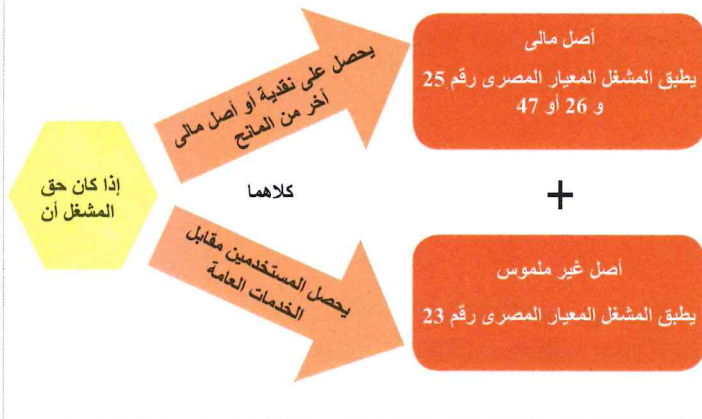 إذا كان حق
المشغل أن
يحصل على نقدية أو أصل مالى
أخر من المانح
أصل مالى
يطبق المشغل المعيار المصرى رقم 25
و 26 أو 47
كلاهما
+
يحصل المستخدمين مقابل
الخدمات العامة
أصل غير ملموس
يطبق المشغل المعيار المصرى رقم 23